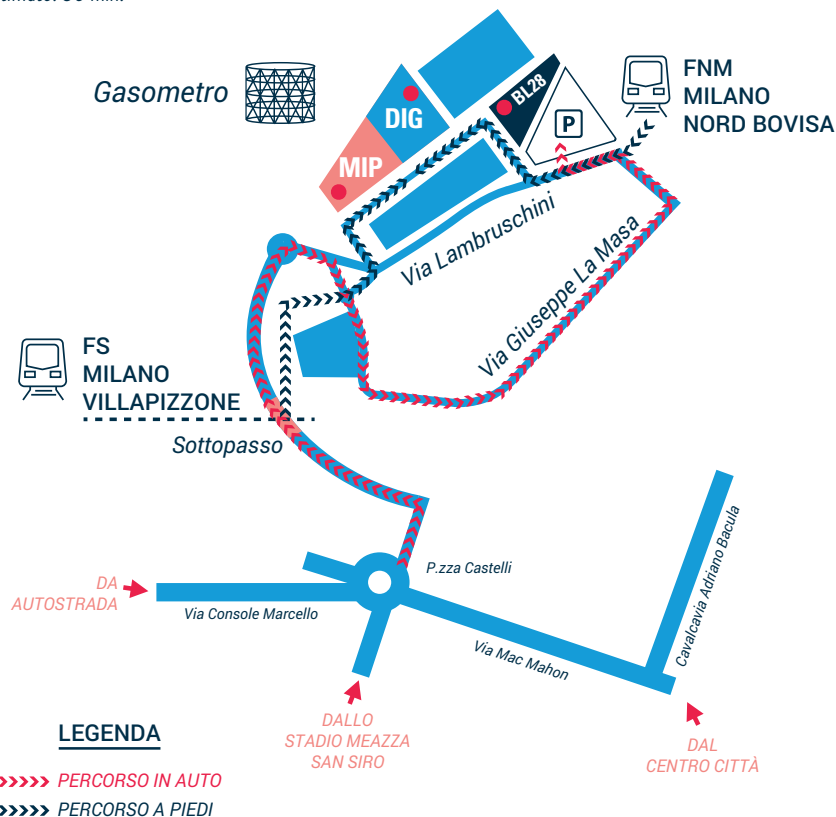 FNM
MILANO
NORD BOVISA
Gasometro
BL28
DIG
P
MIP
Via Lambruschini
Via Giuseppe La Masa
FS
MILANO
VILLAPIZZONE
Sottopasso
P.zza Castelli
Cavalcavia Adriano Bacula
DA
AUTOSTRADA
Via Console Marcello
Via Mac Mahon
DALLO
STADIO MEAZZA
SAN SIRO
DAL
CENTRO CITTÀ
LEGENDA
PERCORSO IN AUTO
PERCORSO A PIEDI